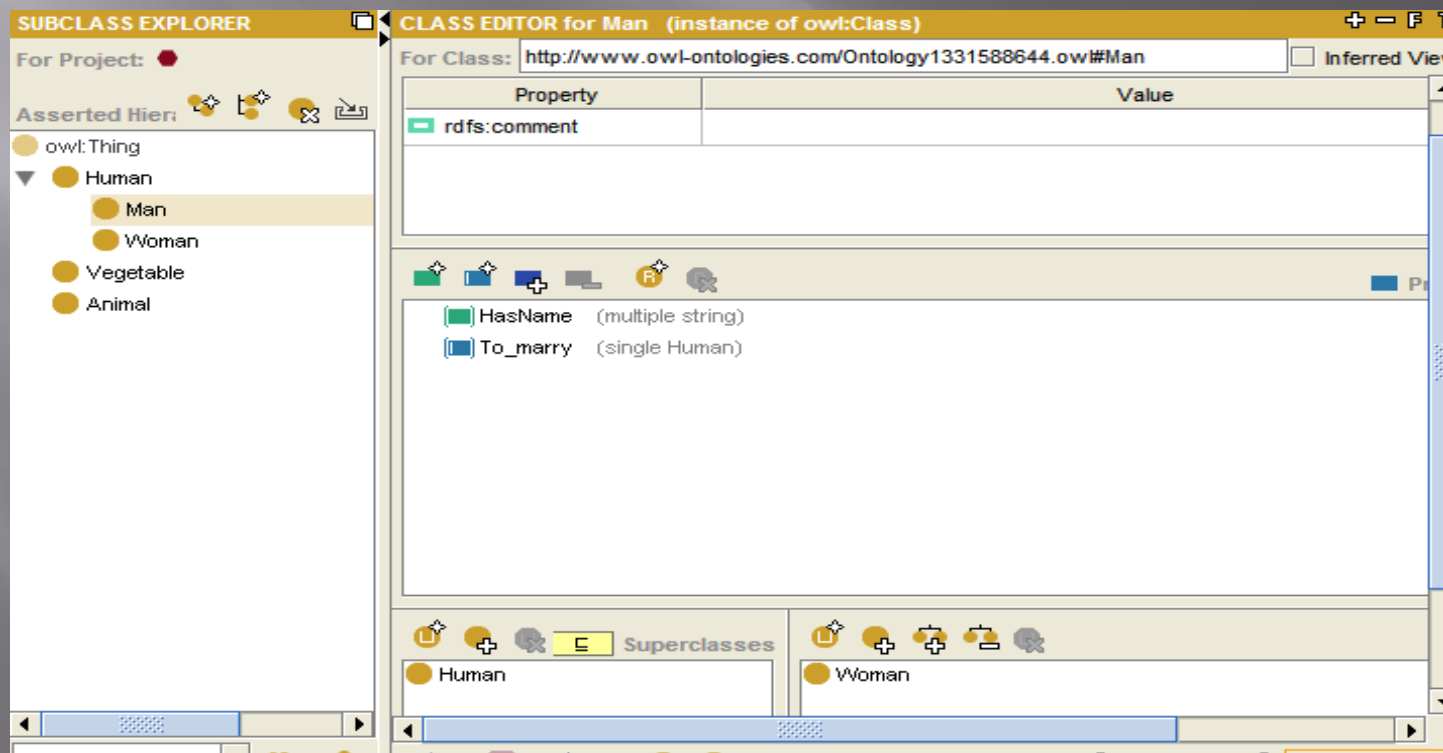 SUBCLASS EXPLORER
For Project:
Asserted Hier
owl:Thing
Human
Man
Woman
Vegetable
Animal
CLASS EDITOR for Man (instance of owl:Class)
For Class: http://www.owl-ontologies.com/Ontology1331588644.owl#Man
Inferred Vie
Property Value
rdfs:comment
R
Pr
HasName (multiple string)
To_marry (single Human)
⊑ Superclasses
Human
Woman